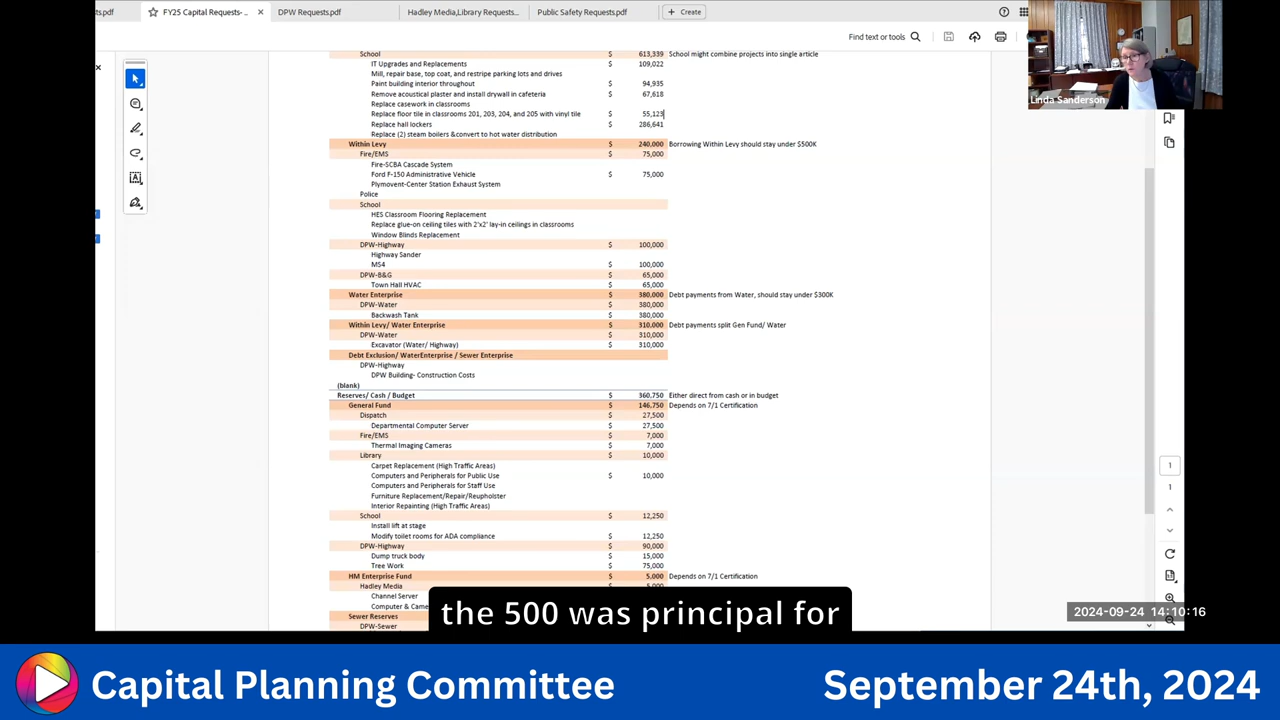 ts.pdf
FY25 Capital Requests-...
DPW Requests.pdf
Hadley Media,Library Requests...
Public Safety Requests.pdf
Create
Find text or tools
Linda Sanderson
School $ 613,339 School might combine projects into single article
IT Upgrades and Replacements $ 109,022
Mill, repair base, top coat, and restripe parking lots and drives
Paint building interior throughout $ 94,935
Remove acoustical plaster and install drywall in cafeteria $ 67,618
Replace casework in classrooms
Replace floor tile in classrooms 201, 203, 204, and 205 with vinyl tile $ 55,123
Replace hall lockers $ 286,641
Replace (2) steam boilers &convert to hot water distribution
Within Levy $ 240,000 Borrowing Within Levy should stay under $500K
Fire/EMS $ 75,000
Fire-SCBA Cascade System
Ford F-150 Administrative Vehicle $ 75,000
Plymovent-Center Station Exhaust System
Police
School
HES Classroom Flooring Replacement
Replace glue-on ceiling tiles with 2'x2' lay-in ceilings in classrooms
Window Blinds Replacement
DPW-Highway $ 100,000
Highway Sander
MS4 $ 100,000
DPW-B&G $ 65,000
Town Hall HVAC $ 65,000
Water Enterprise $ 380,000 Debt payments from Water, should stay under $300K
DPW-Water $ 380,000
Backwash Tank $ 380,000
Within Levy/ Water Enterprise $ 310,000 Debt payments split Gen Fund/ Water
DPW-Water $ 310,000
Excavator (Water/ Highway) $ 310,000
Debt Exclusion/ WaterEnterprise / Sewer Enterprise
DPW-Highway
DPW Building- Construction Costs
(blank)
Reserves/ Cash / Budget $ 360,750 Either direct from cash or in budget
General Fund $ 146,750 Depends on 7/1 Certification
Dispatch $ 27,500
Departmental Computer Server $ 27,500
Fire/EMS $ 7,000
Thermal Imaging Cameras $ 7,000
Library $ 10,000
Carpet Replacement (High Traffic Areas)
Computers and Peripherals for Public Use $ 10,000
Computers and Peripherals for Staff Use
Furniture Replacement/Repair/Reupholster
Interior Repainting (High Traffic Areas)
School $ 12,250
Install lift at stage
Modify toilet rooms for ADA compliance $ 12,250
DPW-Highway $ 90,000
Dump truck body $ 15,000
Tree Work $ 75,000
HM Enterprise Fund $ 5,000 Depends on 7/1 Certification
Hadley Media
Channel Server
Computer & Came
Sewer Reserves
DPW-Sewer
1
1
the 500 was principal for
2024-09-24 14:10:16
Capital Planning Committee
September 24th, 2024